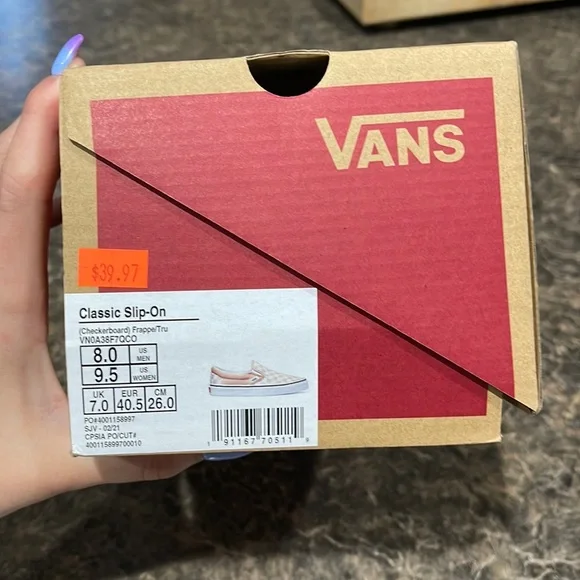 VANS
$39.97
Classic Slip-On
(Checkerboard) Frappe/Tru
VN0A38F7QCO
8.0 US MEN
9.5 US WOMEN
UK EUR CM
7.0 40.5 26.0
PO#4001158997
SJV - 02/21
CPSIA PO/CUT#
400115899700010
91167 70511